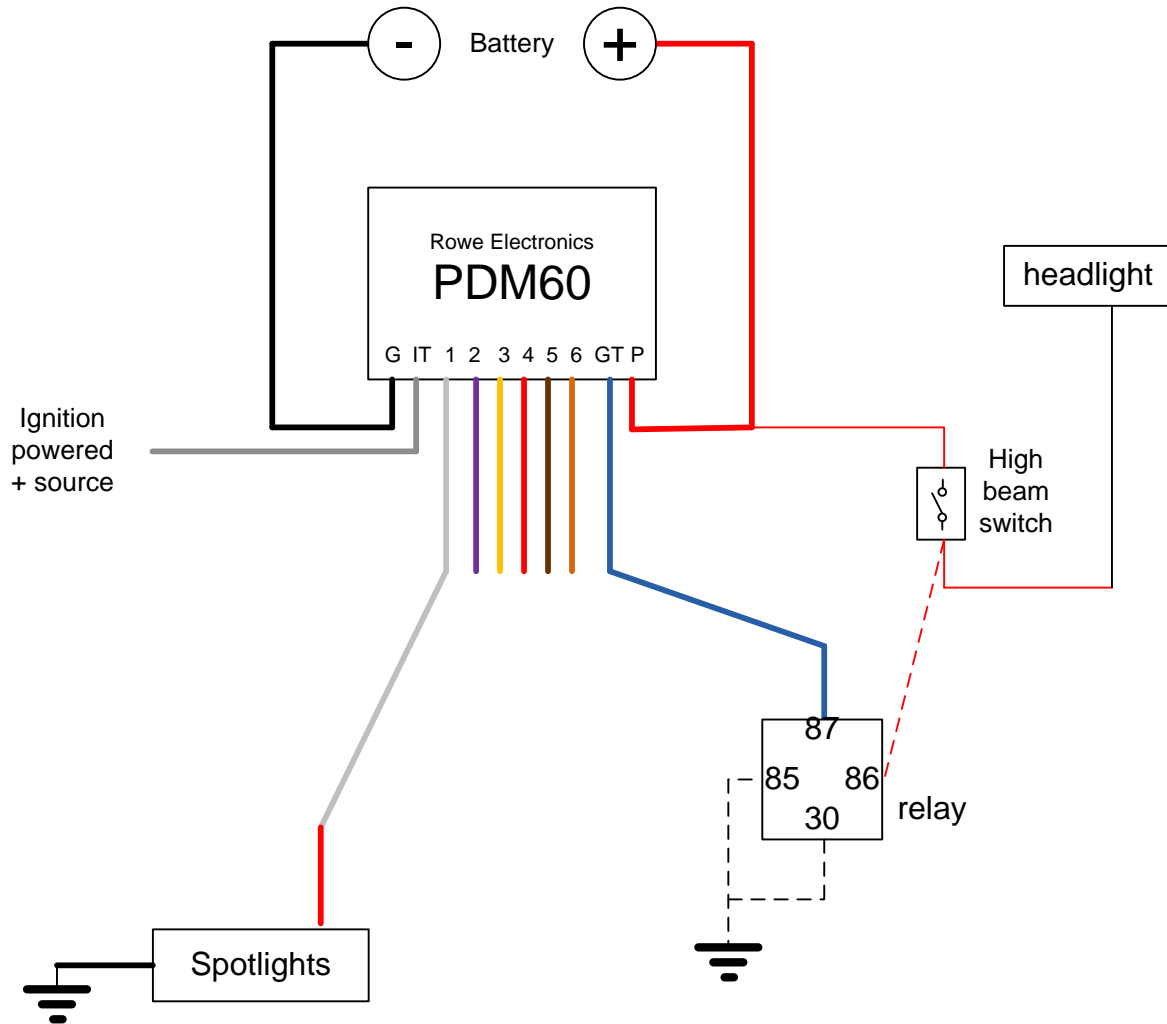 -
Battery
+
Rowe Electronics
PDM60
G IT 1 2 3 4 5 6 GT P
headlight
Ignition
powered
+ source
High
beam
switch
87
85
86
30
relay
Spotlights